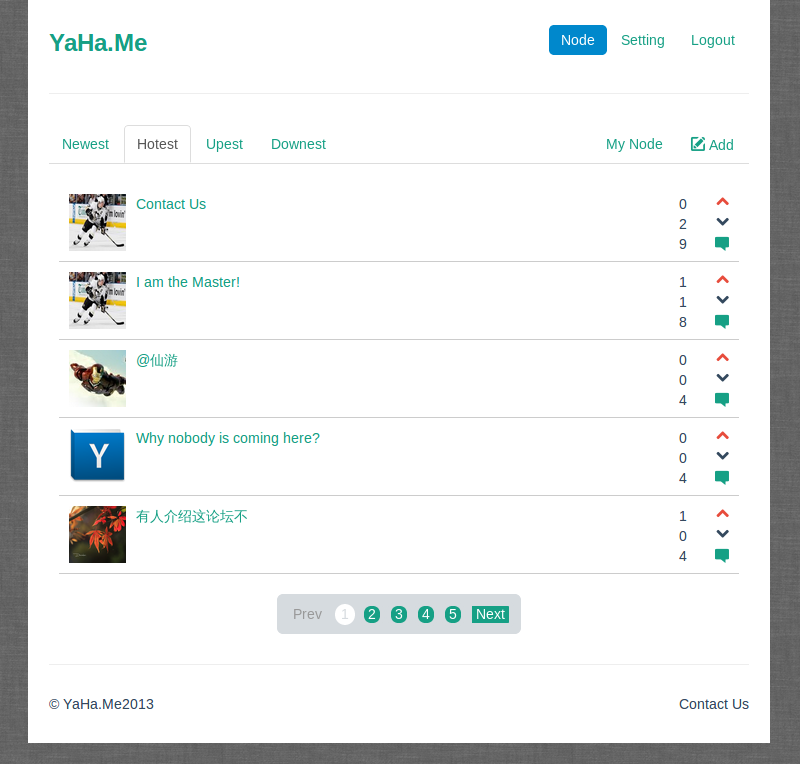 YaHa.Me Node Setting Logout
Newest Hotest Upest Downest My Node Add
Contact Us 0
2
9
I am the Master! 1
1
8
@仙游 0
0
4
Y
Why nobody is coming here? 0
0
4
有人介绍这论坛不 1
0
4
Prev 1 2 3 4 5 Next
© YaHa.Me2013 Contact Us